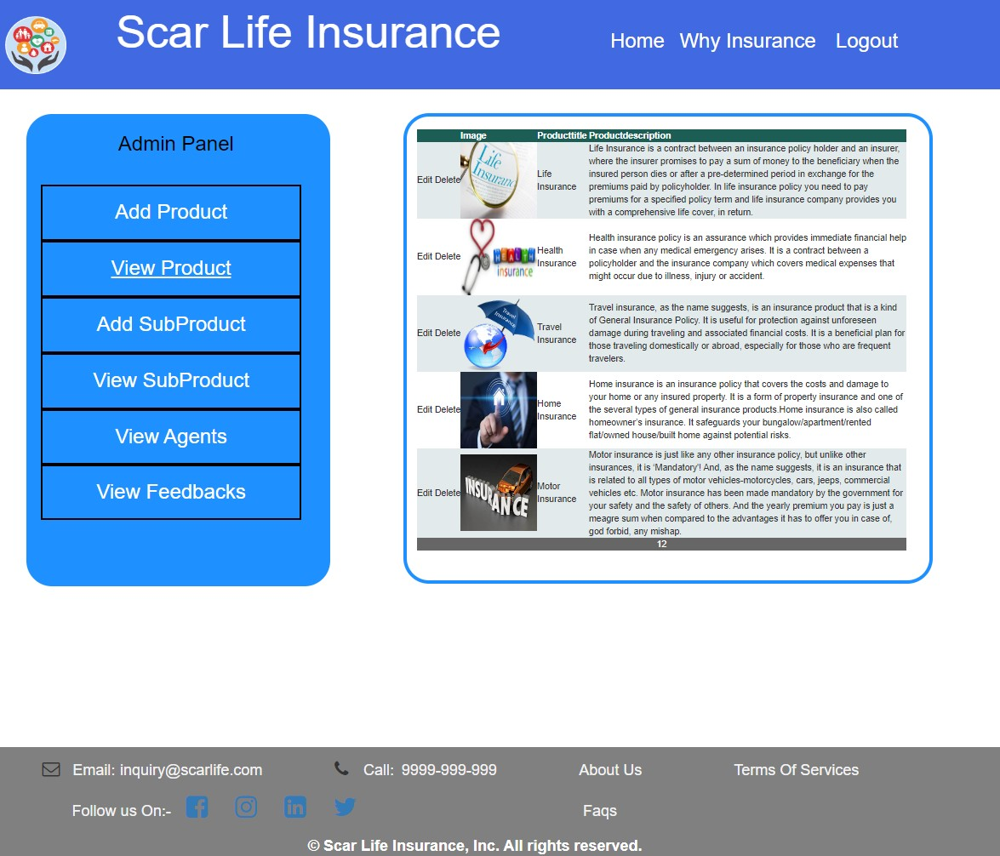 Scar Life Insurance
Home Why Insurance Logout
Admin Panel
Add Product
View Product
Add SubProduct
View SubProduct
View Agents
View Feedbacks
Image Producttitle Productdescription
Edit Delete
Life Insurance
Life
Insurance
Life Insurance is a contract between an insurance policy holder and an insurer,
where the insurer promises to pay a sum of money to the beneficiary when the
insured person dies or after a pre-determined period in exchange for the
premiums paid by policyholder. In life insurance policy you need to pay
premiums for a specified policy term and life insurance company provides you
with a comprehensive life cover, in return.
Edit Delete
HEALTH
insurance
Health
Insurance
Health insurance policy is an assurance which provides immediate financial help
in case when any medical emergency arises. It is a contract between a
policyholder and the insurance company which covers medical expenses that
might occur due to illness, injury or accident.
Edit Delete
Travel
Insurance
Travel
Insurance
Travel insurance, as the name suggests, is an insurance product that is a kind
of General Insurance Policy. It is useful for protection against unforeseen
damage during traveling and associated financial costs. It is a beneficial plan for
those traveling domestically or abroad, especially for those who are frequent
travelers.
Edit Delete
Home
Insurance
Home insurance is an insurance policy that covers the costs and damage to
your home or any insured property. It is a form of property insurance and one of
the several types of general insurance products.Home insurance is also called
homeowner’s insurance. It safeguards your bungalow/apartment/rented
flat/owned house/built home against potential risks.
Edit Delete
INSURANCE
Motor
Insurance
Motor insurance is just like any other insurance policy, but unlike other
insurances, it is ‘Mandatory’! And, as the name suggests, it is an insurance that
is related to all types of motor vehicles-motorcycles, cars, jeeps, commercial
vehicles etc. Motor insurance has been made mandatory by the government for
your safety and the safety of others. And the yearly premium you pay is just a
meagre sum when compared to the advantages it has to offer you in case of,
god forbid, any mishap.
12
Email: inquiry@scarlife.com Call: 9999-999-999 About Us Terms Of Services
Follow us On:- Faqs
© Scar Life Insurance, Inc. All rights reserved.